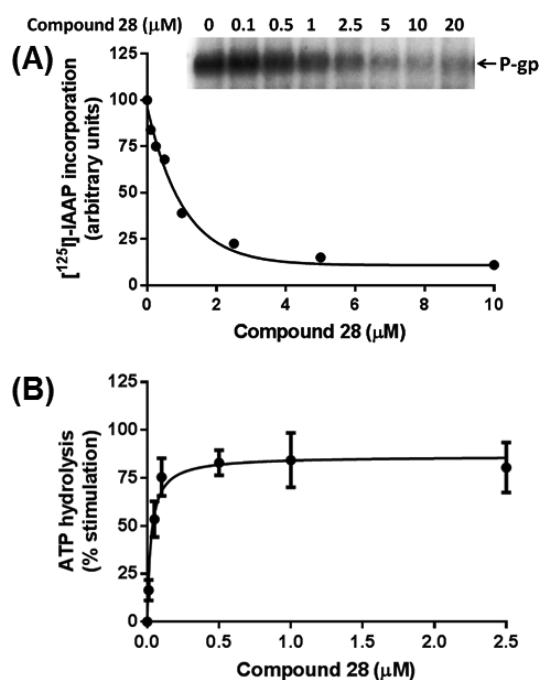 Compound 28 (μM) 0 0.1 0.5 1 2.5 5 10 20
(A)
←P-gp
[¹²⁵I]-IAAP incorporation
(arbitrary units)
125
100
75
50
25
0
0 2 4 6 8 10
Compound 28 (μM)
(B)
ATP hydrolysis
(% stimulation)
125
100
75
50
25
0
0.0 0.5 1.0 1.5 2.0 2.5
Compound 28 (μM)